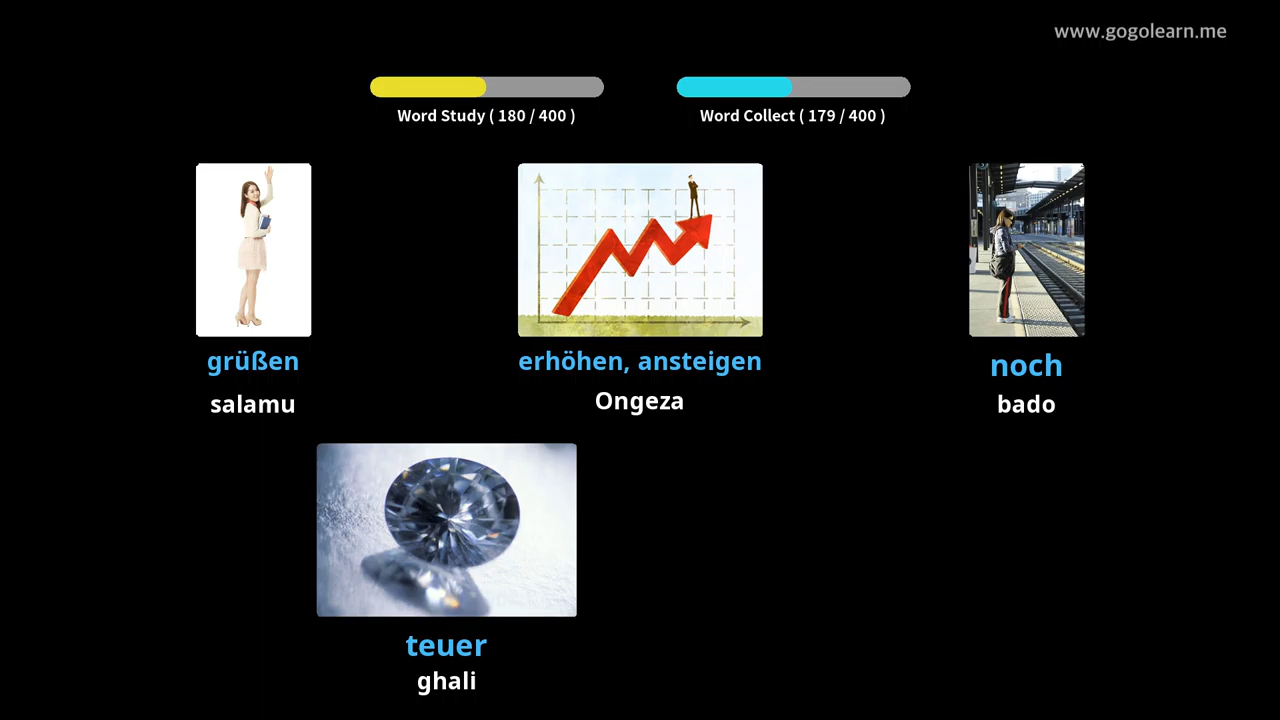 www.gogolearn.me
Word Study ( 180 / 400 )
Word Collect ( 179 / 400 )
grüßen
salamu
erhöhen, ansteigen
Ongeza
noch
bado
teuer
ghali